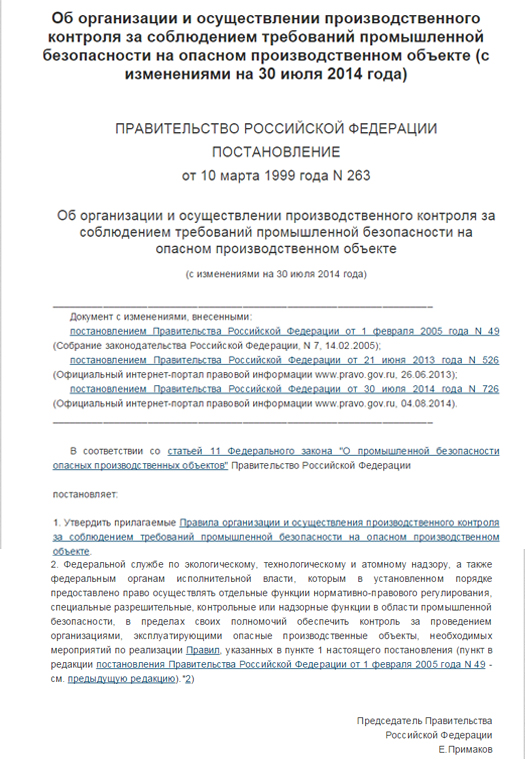 Об организации и осуществлении производственного
контроля за соблюдением требований промышленной
безопасности на опасном производственном объекте (с
изменениями на 30 июля 2014 года)
ПРАВИТЕЛЬСТВО РОССИЙСКОЙ ФЕДЕРАЦИИ
ПОСТАНОВЛЕНИЕ
от 10 марта 1999 года N 263
Об организации и осуществлении производственного контроля за
соблюдением требований промышленной безопасности на
опасном производственном объекте
(с изменениями на 30 июля 2014 года)
Документ с изменениями, внесенными:
постановлением Правительства Российской Федерации от 1 февраля 2005 года N 49
(Собрание законодательства Российской Федерации, N 7, 14.02.2005);
постановлением Правительства Российской Федерации от 21 июня 2013 года N 526
(Официальный интернет-портал правовой информации www.pravo.gov.ru, 26.06.2013);
постановлением Правительства Российской Федерации от 30 июля 2014 года N 726
(Официальный интернет-портал правовой информации www.pravo.gov.ru, 04.08.2014).
В соответствии со статьей 11 Федерального закона "О промышленной безопасности
опасных производственных объектов" Правительство Российской Федерации
постановляет:
1. Утвердить прилагаемые Правила организации и осуществления производственного контроля
за соблюдением требований промышленной безопасности на опасном производственном
объекте.
2. Федеральной службе по экологическому, технологическому и атомному надзору, а также
федеральным органам исполнительной власти, которым в установленном порядке
предоставлено право осуществлять отдельные функции нормативно-правового регулирования,
специальные разрешительные, контрольные или надзорные функции в области промышленной
безопасности, в пределах своих полномочий обеспечить контроль за проведением
организациями, эксплуатирующими опасные производственные объекты, необходимых
мероприятий по реализации Правил, указанных в пункте 1 настоящего постановления (пункт в
редакции постановления Правительства Российской Федерации от 1 февраля 2005 года N 49 -
см. предыдущую редакцию).*2)
Председатель Правительства
Российской Федерации
Е.Примаков